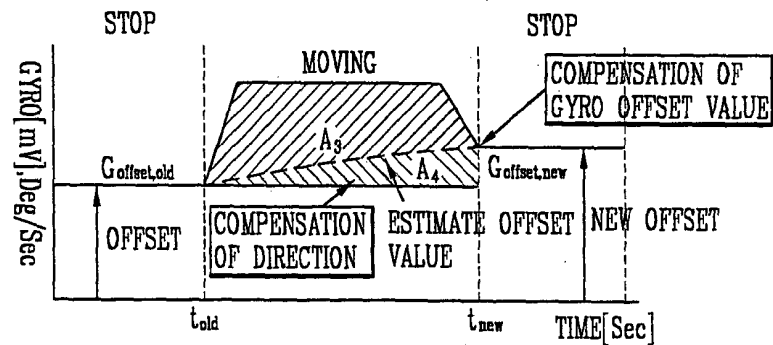 STOP
STOP
MOVING
COMPENSATION OF
GYRO OFFSET VALUE
GYRO[mV],Deg/Sec
A3
A4
Goffset,old
Goffset,new
COMPENSATION
OF DIRECTION
ESTIMATE OFFSET
VALUE
OFFSET
NEW OFFSET
told
tnew
TIME[Sec]